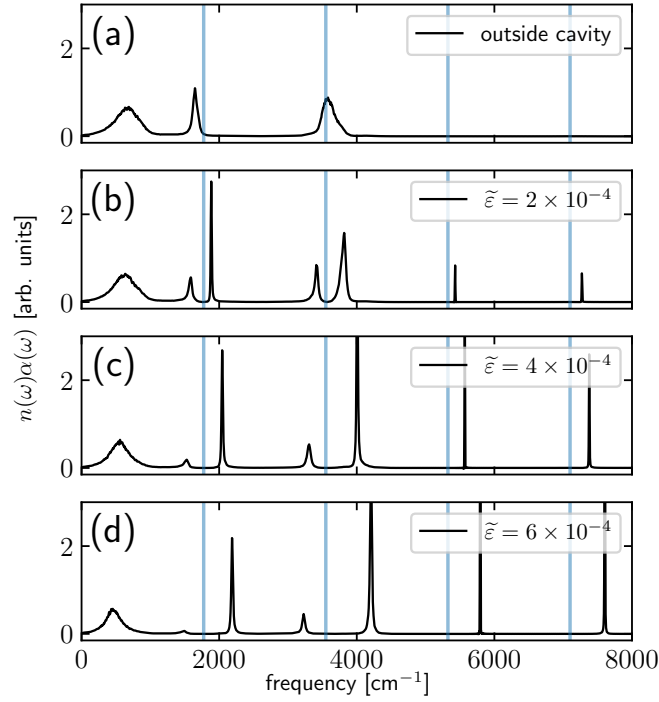 (a)
outside cavity
2
0
(b)
ε̃ = 2 × 10⁻⁴
2
0
n(ω)α(ω) [arb. units]
(c)
ε̃ = 4 × 10⁻⁴
2
0
(d)
ε̃ = 6 × 10⁻⁴
2
0
0 2000 4000 6000 8000
frequency [cm⁻¹]